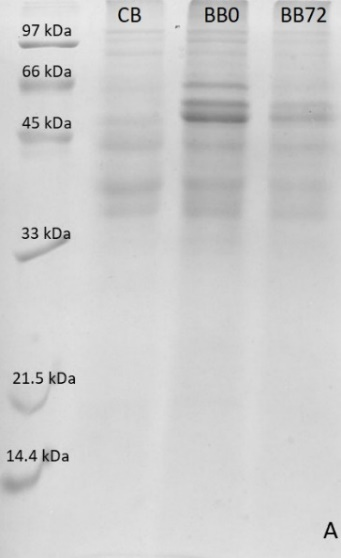 CB BB0 BB72
97 kDa
66 kDa
45 kDa
33 kDa
21.5 kDa
14.4 kDa
A